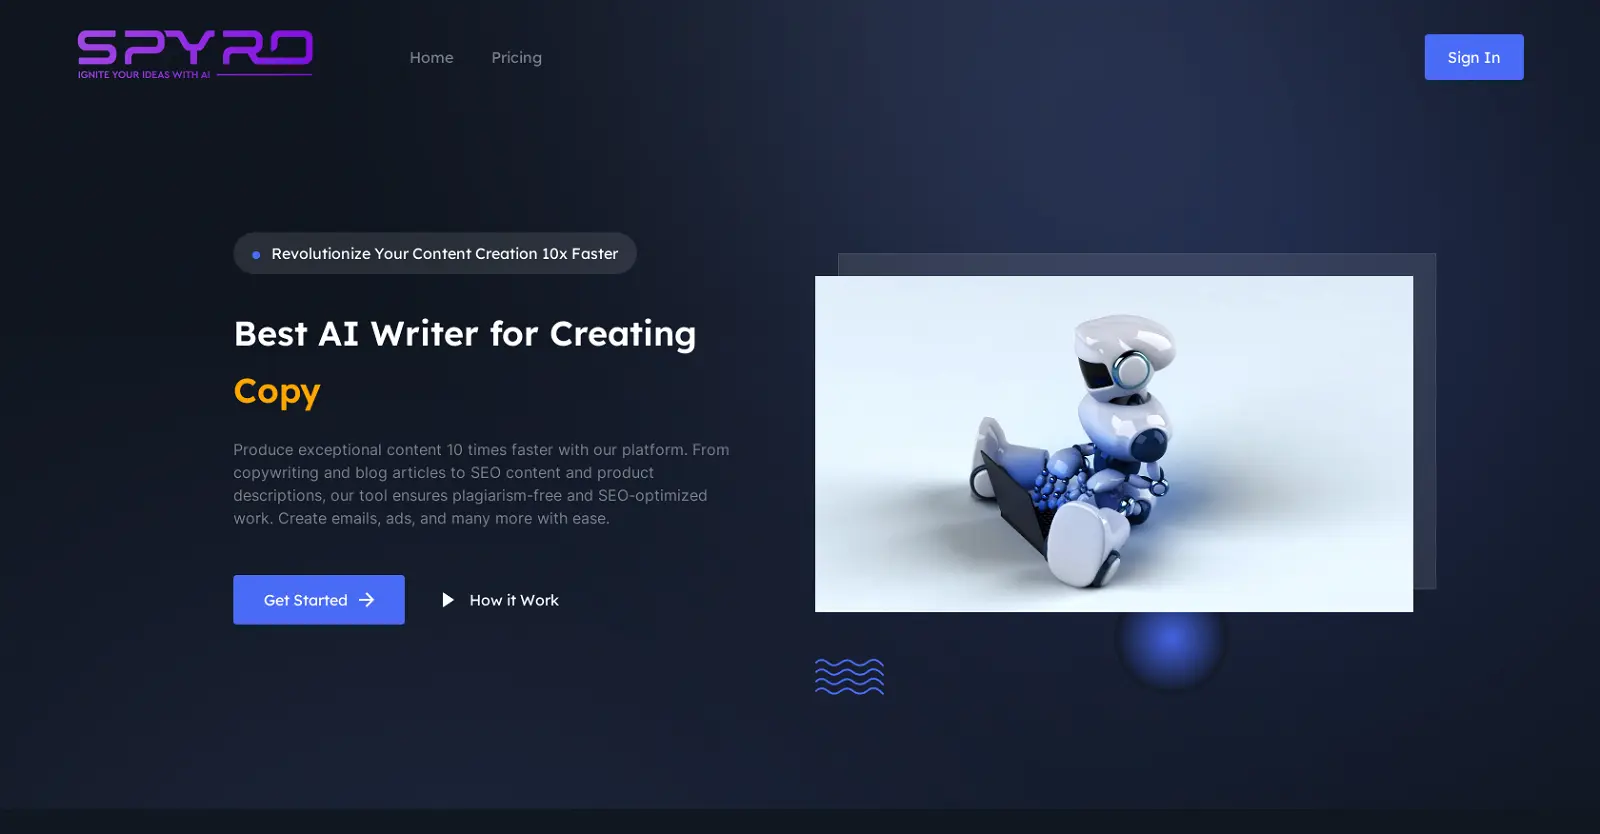 SPYRO
IGNITE YOUR IDEAS WITH AI
Home
Pricing
Sign In
Revolutionize Your Content Creation 10x Faster
Best AI Writer for Creating
Copy
Produce exceptional content 10 times faster with our platform. From
copywriting and blog articles to SEO content and product
descriptions, our tool ensures plagiarism-free and SEO-optimized
work. Create emails, ads, and many more with ease.
Get Started
How it Work